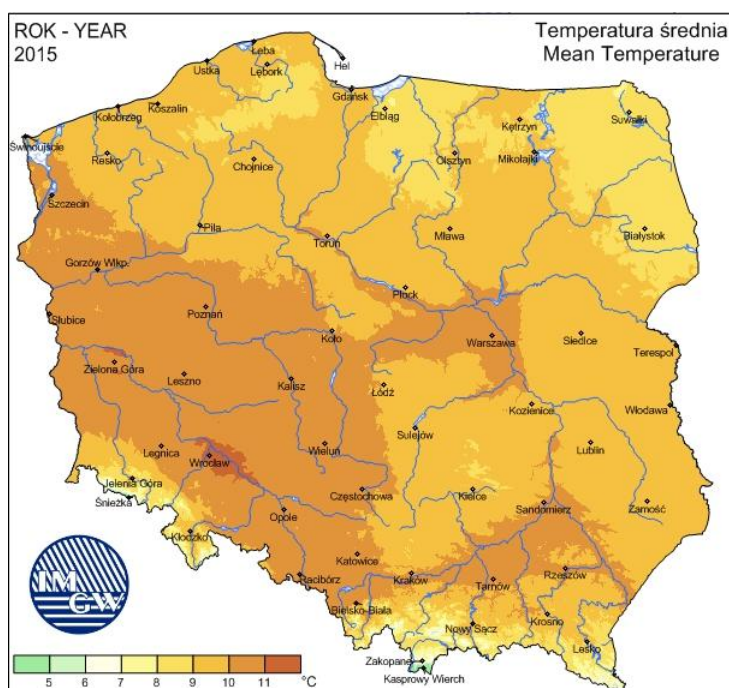 ROK - YEAR
2015
Temperatura średnia
Mean Temperature
Łeba
Ustka
Lębork
Hel
Gdańsk
Koszalin
Kołobrzeg
Elbląg
Kętrzyn
Suwałki
Świnoujście
Resko
Chojnice
Olsztyn
Mikołajki
Szczecin
Piła
Toruń
Mława
Białystok
Gorzów Wlkp.
Płock
Słubice
Poznań
Koło
Warszawa
Siedlce
Terespol
Zielona Góra
Leszno
Kalisz
Łódź
Kozienice
Włodawa
Legnica
Wrocław
Wieluń
Sulejów
Lublin
Jelenia Góra
Śnieżka
Częstochowa
Kielce
Sandomierz
Zamość
Opole
Kłodzko
Katowice
Racibórz
Kraków
Tarnów
Rzeszów
Bielsko-Biała
Nowy Sącz
Krosno
Lesko
Zakopane
Kasprowy Wierch
IM
GW
5 6 7 8 9 10 11 °C